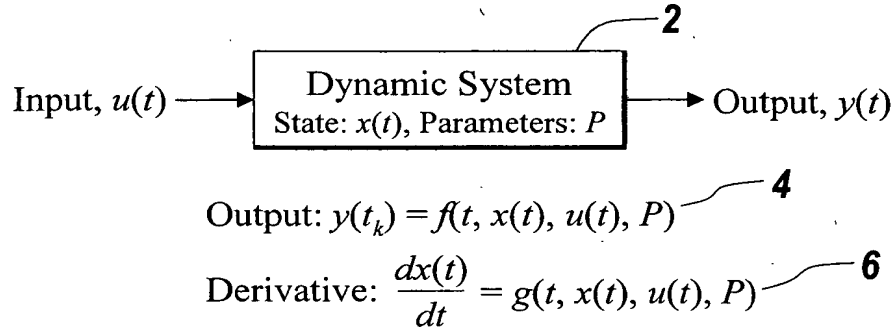 2
Input, u(t)
Dynamic System
State: x(t), Parameters: P
Output, y(t)
4
Output: y(t_k) = f(t, x(t), u(t), P)
6
Derivative: dx(t)/dt = g(t, x(t), u(t), P)